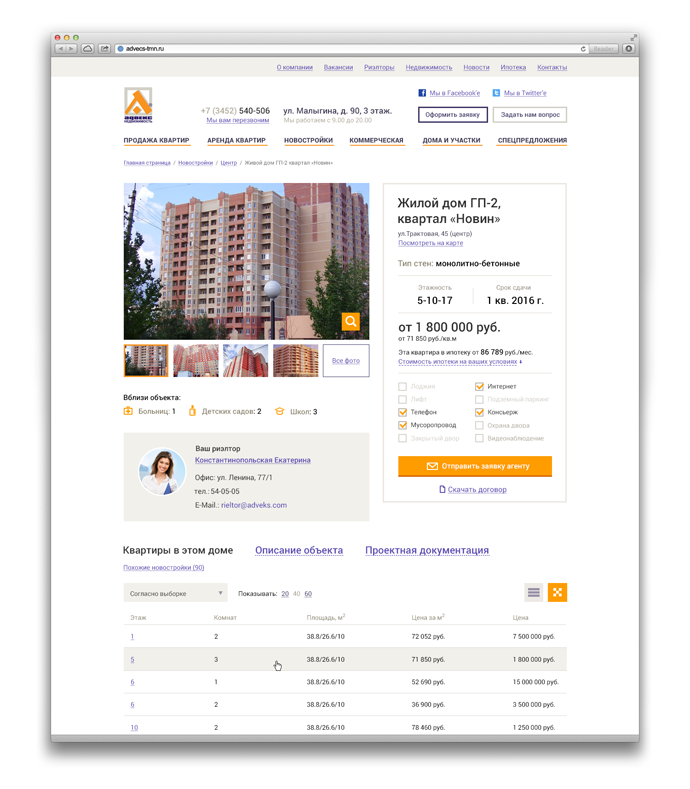 advecs-tmn.ru
Reader
О компании Вакансии Риэлторы Недвижимость Новости Ипотека Контакты
адвекс
недвижимость
+7 (3452) 540-506
Мы вам перезвоним
ул. Малыгина, д. 90, 3 этаж.
Мы работаем с 9.00 до 20.00
Мы в Facebook'е Мы в Twitter'е
Оформить заявку Задать нам вопрос
ПРОДАЖА КВАРТИР АРЕНДА КВАРТИР НОВОСТРОЙКИ КОММЕРЧЕСКАЯ ДОМА И УЧАСТКИ СПЕЦПРЕДЛОЖЕНИЯ
Главная страница / Новостройки / Центр / Жилой дом ГП-2 квартал «Новин»
Все фото
Вблизи объекта:
Больниц: 1 Детских садов: 2 Школ: 3
Ваш риэлтор
Константинопольская Екатерина
Офис: ул. Ленина, 77/1
тел.: 54-05-05
E-Mail.: rieltor@adveks.com
Жилой дом ГП-2,
квартал «Новин»
ул.Трактовая, 45 (центр)
Посмотреть на карте
Тип стен: монолитно-бетонные
Этажность Срок сдачи
5-10-17 1 кв. 2016 г.
от 1 800 000 руб.
от 71 850 руб./кв.м
Эта квартира в ипотеку от 86 789 руб./мес.
Стоимость ипотеки на ваших условиях
Лоджия Интернет
Лифт Подземный паркинг
Телефон Консьерж
Мусоропровод Охрана двора
Закрытый двор Видеонаблюдение
Отправить заявку агенту
Скачать договор
Квартиры в этом доме Описание объекта Проектная документация
Похожие новостройки (90)
Согласно выборке Показывать: 20 40 60
Этаж Комнат Площадь, м² Цена за м² Цена
1 2 38.8/26.6/10 72 052 руб. 7 500 000 руб.
5 3 38.8/26.6/10 71 850 руб. 1 800 000 руб.
6 1 38.8/26.6/10 52 690 руб. 15 000 000 руб.
6 2 38.8/26.6/10 36 900 руб. 3 500 000 руб.
10 2 38.8/26.6/10 78 460 руб. 1 250 000 руб.